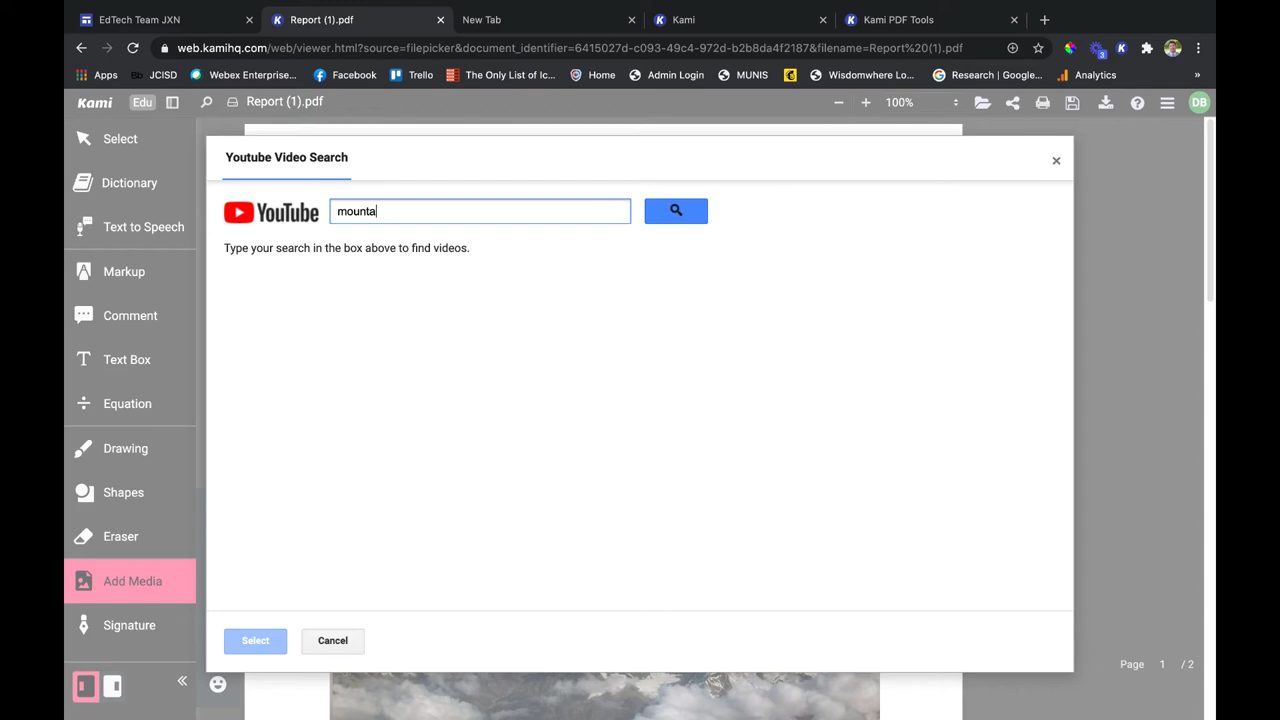 EdTech Team JXN
Report (1).pdf
New Tab
Kami
Kami PDF Tools
web.kamihq.com/web/viewer.html?source=filepicker&document_identifier=6415027d-c093-49c4-972d-b2b8da4f2187&filename=Report%20(1).pdf
3
Apps
Bb JCISD
Webex Enterprise...
Facebook
Trello
The Only List of Ic...
Home
Admin Login
MUNIS
Wisdomwhere Lo...
Research | Google...
Analytics
»
Kami Edu
Report (1).pdf
100%
DB
Select
Dictionary
Text to Speech
Markup
Comment
Text Box
Equation
Drawing
Shapes
Eraser
Add Media
Signature
Youtube Video Search
YouTube
mounta
Type your search in the box above to find videos.
Select
Cancel
Page 1 / 2